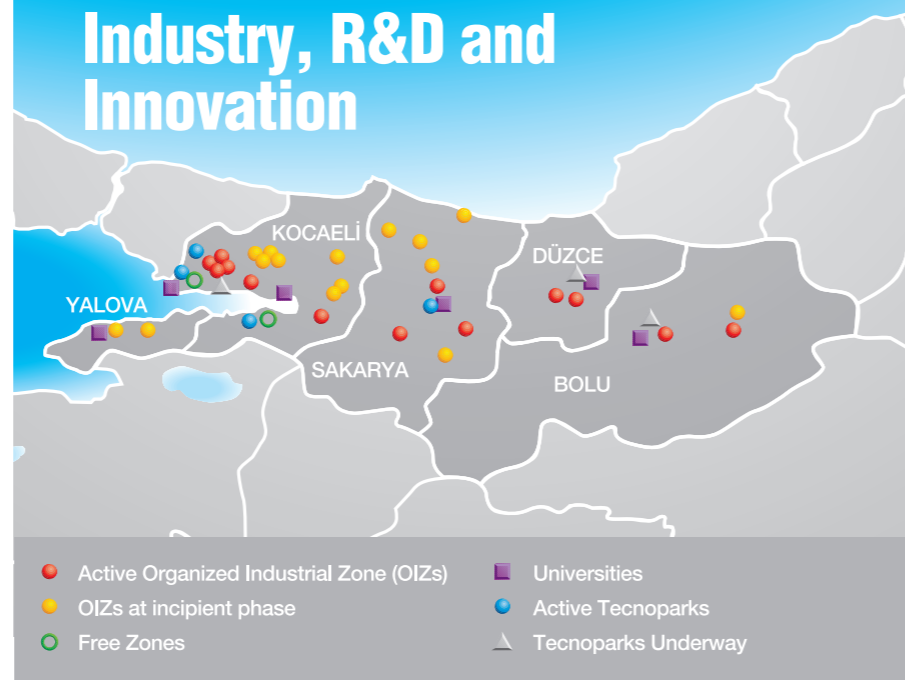 Industry, R&D and
Innovation
KOCAELİ
DÜZCE
YALOVA
SAKARYA
BOLU
Active Organized Industrial Zone (OIZs)
OIZs at incipient phase
Free Zones
Universities
Active Tecnoparks
Tecnoparks Underway